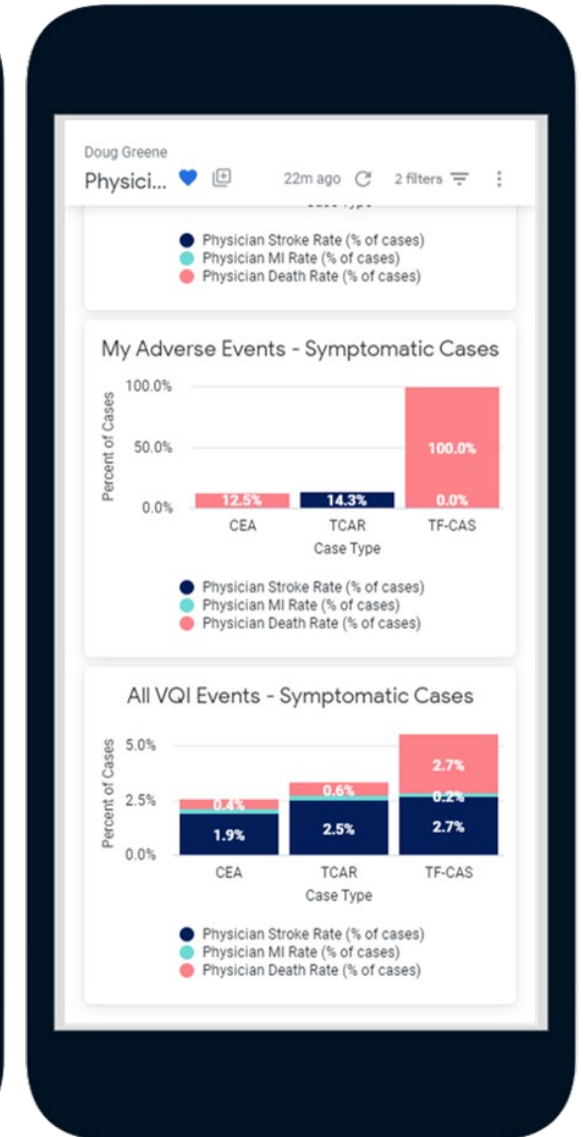 Doug Greene
Physici... 22m ago 2 filters
Physician Stroke Rate (% of cases)
Physician MI Rate (% of cases)
Physician Death Rate (% of cases)
My Adverse Events - Symptomatic Cases
Percent of Cases
100.0%
50.0%
0.0%
100.0%
12.5% 14.3% 0.0%
CEA TCAR TF-CAS
Case Type
Physician Stroke Rate (% of cases)
Physician MI Rate (% of cases)
Physician Death Rate (% of cases)
All VQI Events - Symptomatic Cases
Percent of Cases
5.0%
2.5%
0.0%
0.4% 0.6% 2.7%
0.2%
1.9% 2.5% 2.7%
CEA TCAR TF-CAS
Case Type
Physician Stroke Rate (% of cases)
Physician MI Rate (% of cases)
Physician Death Rate (% of cases)